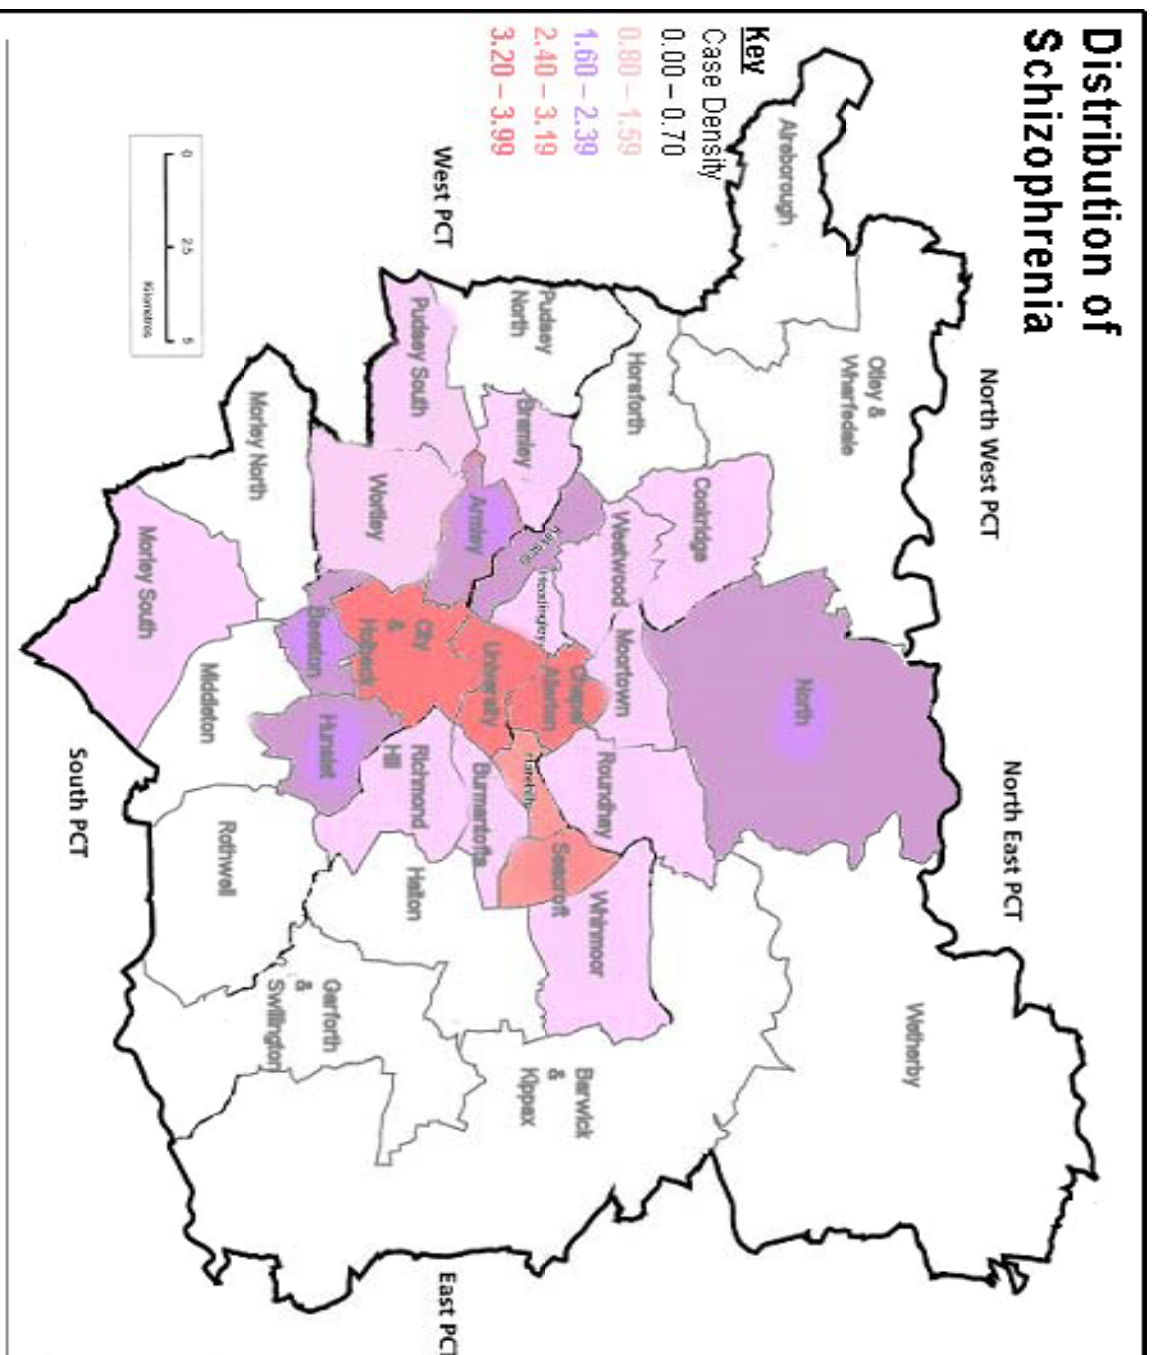 Distribution of
Schizophrenia
Key
Case Density
0.00 – 0.70
0.80 – 1.59
1.60 – 2.39
2.40 – 3.19
3.20 – 3.99
North West PCT
North East PCT
West PCT
South PCT
East PCT
Aireborough
Otley &
Wharfedale
Horsforth
Pudsey
North
Pudsey South
Bramley
Cookridge
Weetwood
Headingley
Armley
Wortley
Morley North
Morley South
North
Moortown
Chapel
Allerton
University
City
&
Holbeck
Beeston
Hunslet
Middleton
Roundhay
Harehills
Seacroft
Burmantofts
Richmond
Hill
Whinmoor
Halton
Rothwell
Garforth
&
Swillington
Barwick
&
Kippax
Wetherby
0 2.5 5
Kilometres